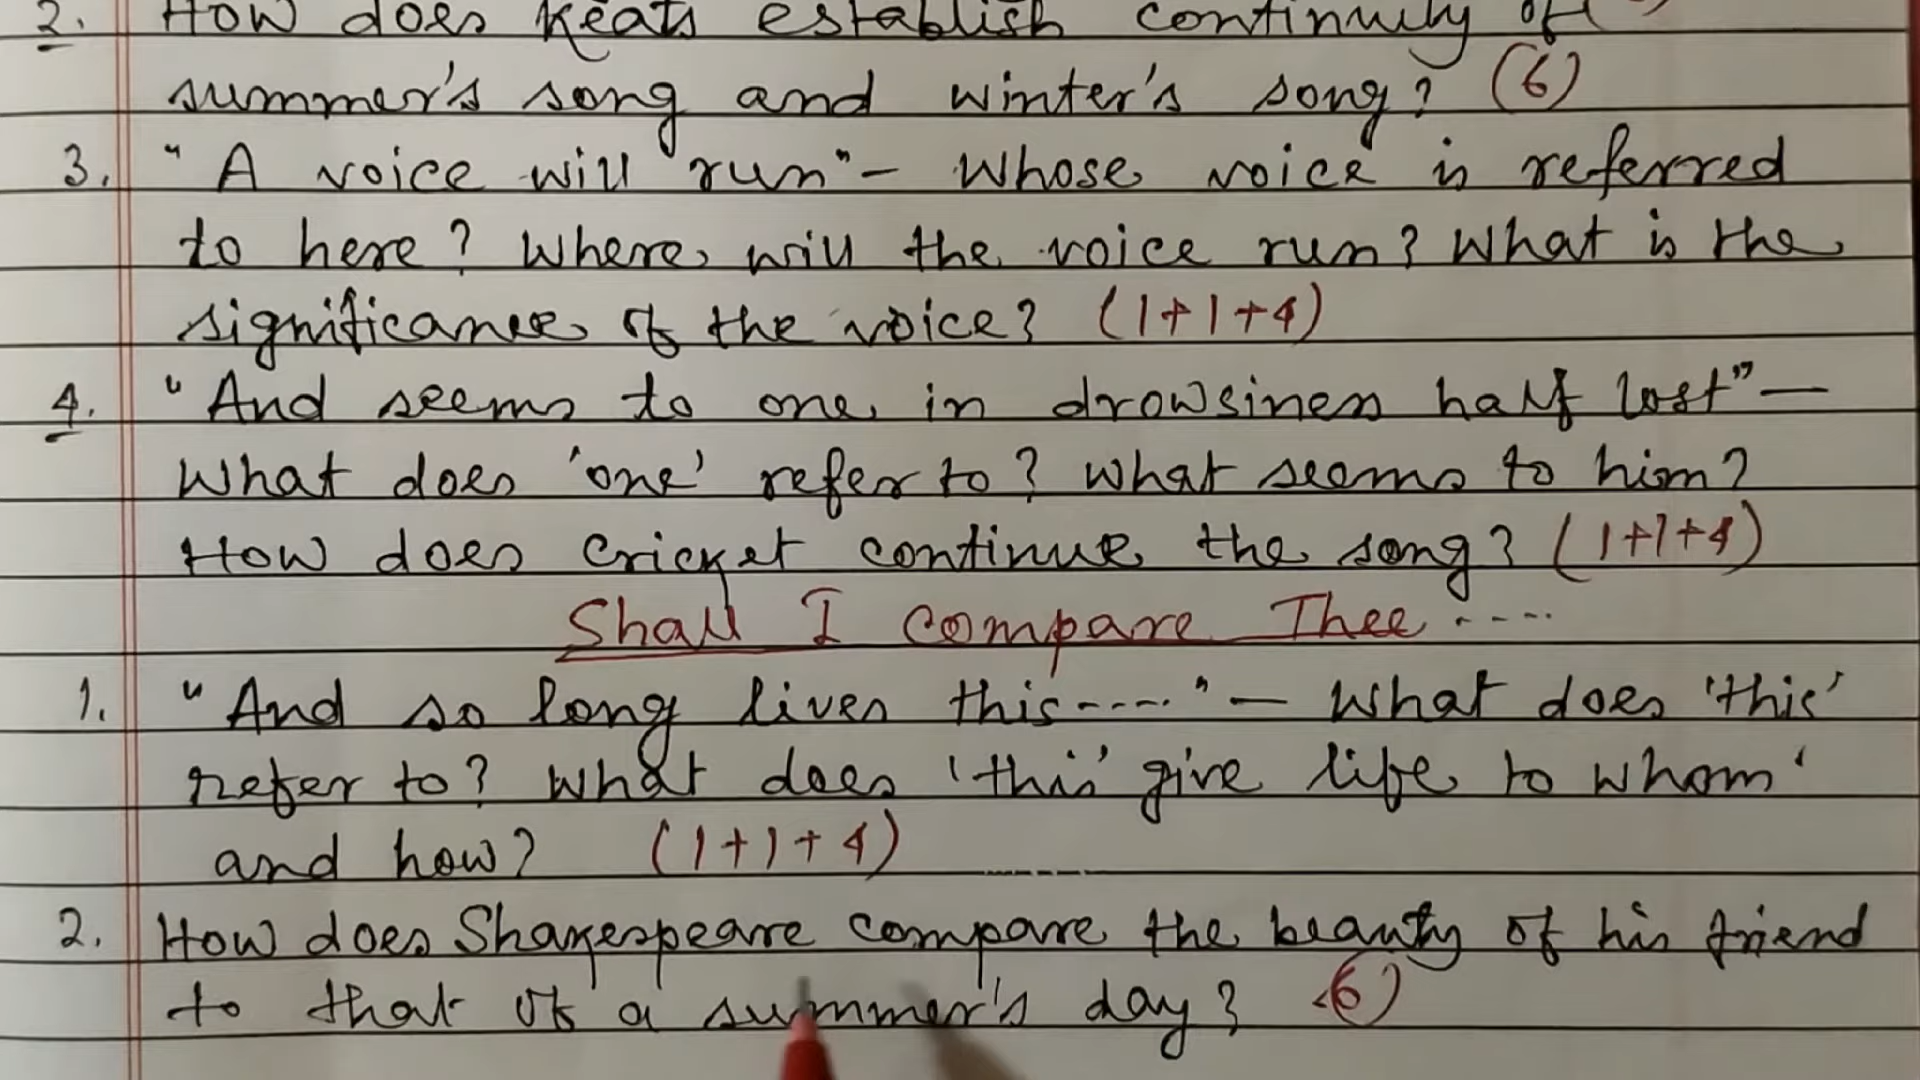 2. How does Keats establish continuity of
summer's song and winter's song? (6)
3. "A voice will run" - Whose voice is referred
to here? Where will the voice run? What is the
significance of the voice? (1+1+4)
4. "And seems to one in drowsiness half lost" —
What does 'one' refer to? What seems to him?
How does cricket continue the song? (1+1+4)
Shall I Compare Thee ....
1. "And so long lives this...." — What does 'this'
refer to? What does 'this' give life to whom
and how? (1+1+4)
2. How does Shakespeare compare the beauty of his friend
to that of a summer's day? (6)